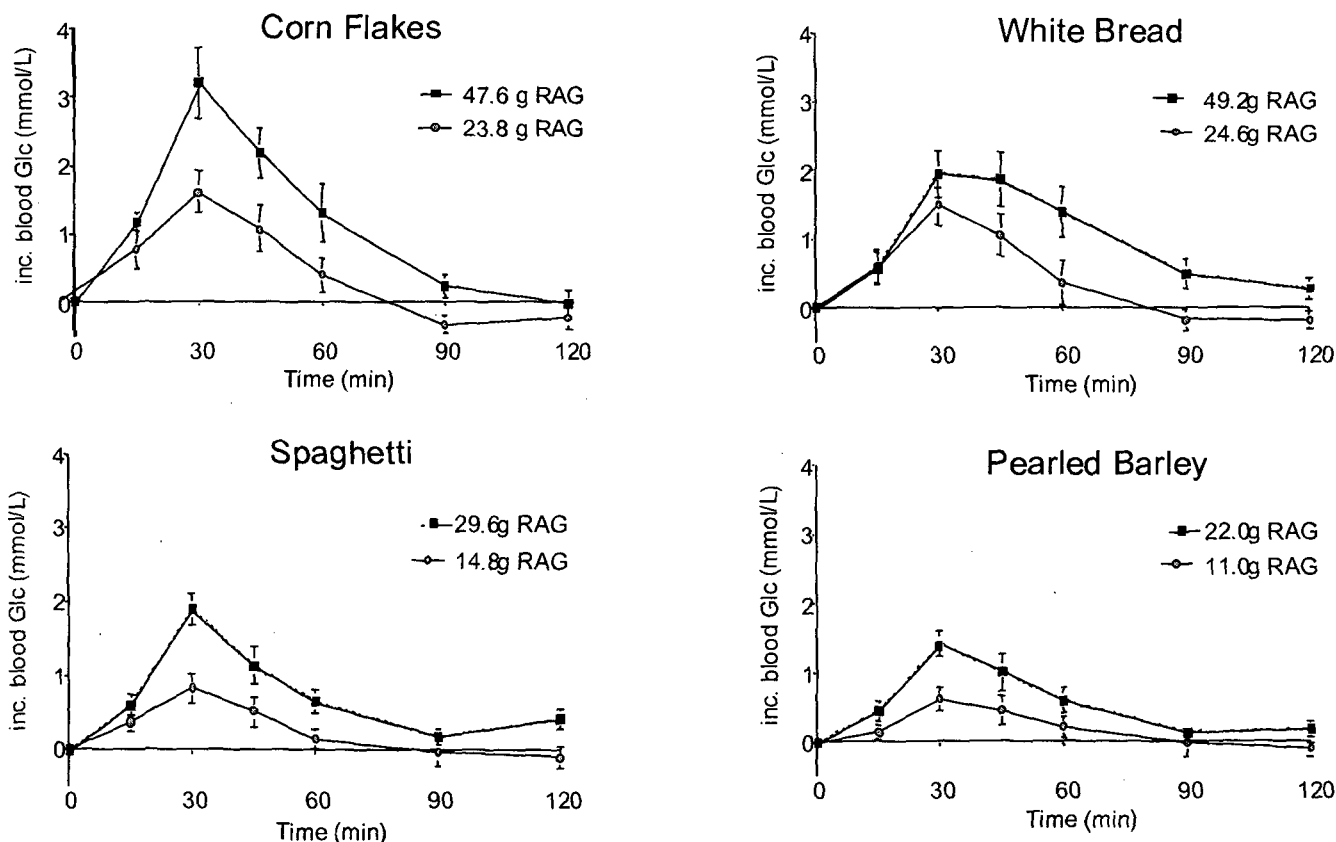 Corn Flakes
4
3
2
1
0
inc. blood Glc (mmol/L)
47.6 g RAG
23.8 g RAG
0 30 60 90 120
Time (min)
White Bread
4
3
2
1
0
inc. blood Glc (mmol/L)
49.2g RAG
24.6g RAG
0 30 60 90 120
Time (min)
Spaghetti
4
3
2
1
0
inc. blood Glc (mmol/L)
29.6g RAG
14.8g RAG
0 30 60 90 120
Time (min)
Pearled Barley
4
3
2
1
0
inc. blood Glc (mmol/L)
22.0g RAG
11.0g RAG
0 30 60 90 120
Time (min)